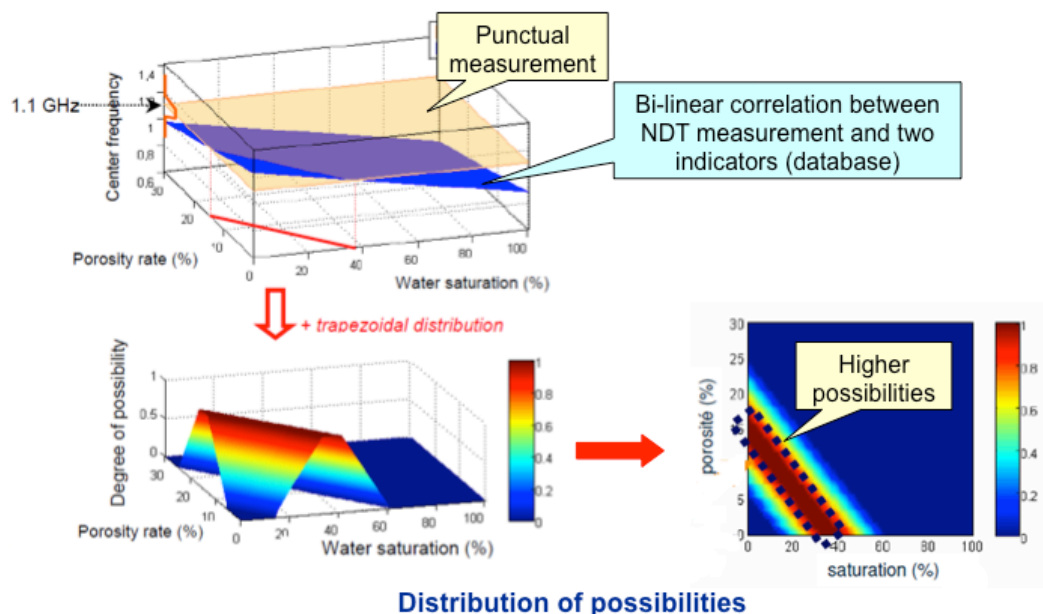 Punctual
measurement
Bi-linear correlation between
NDT measurement and two
indicators (database)
1.1 GHz
Center frequency
1,4
1
0,8
0,6
30
20
10
0
20
40
60
80
100
Porosity rate (%)
Water saturation (%)
+ trapezoidal distribution
Degree of possibility
1
0.5
0
30
20
10
0
20
40
60
80
100
Porosity rate (%)
Water saturation (%)
1
0.8
0.6
0.4
0.2
0
Higher
possibilities
porosité (%)
30
25
20
5
0
0
20
40
60
100
saturation (%)
1
0.8
0.6
0.4
0.2
0
Distribution of possibilities